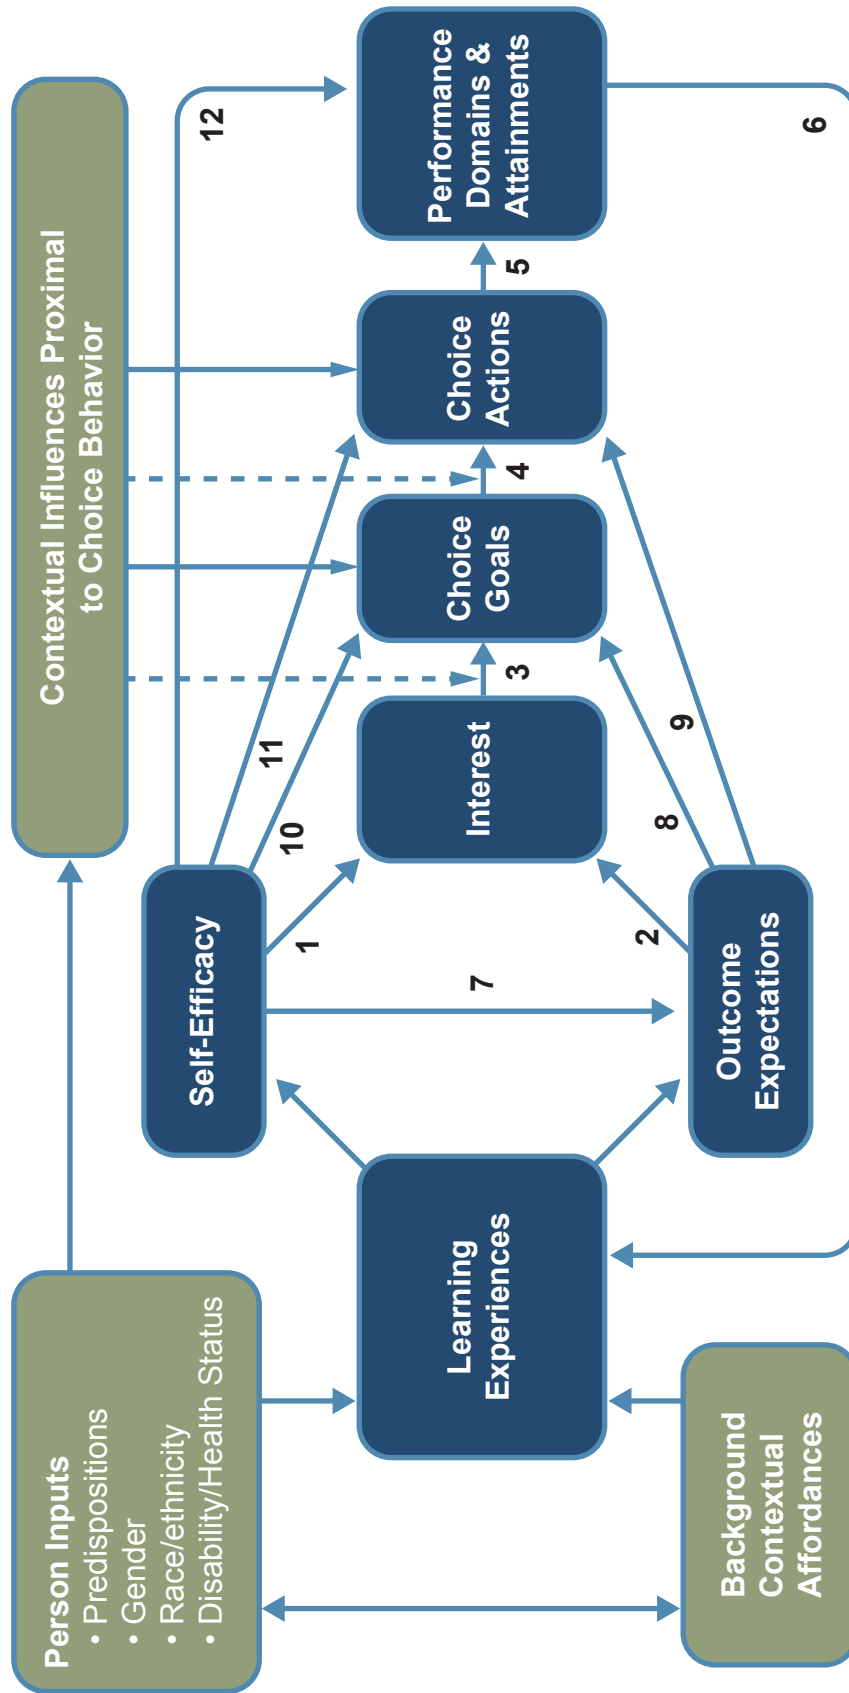 Person Inputs
• Predispositions
• Gender
• Race/ethnicity
• Disability/Health Status
Background
Contextual
Affordances
Learning
Experiences
Self-Efficacy
Outcome
Expectations
Interest
Choice
Goals
Choice
Actions
Performance
Domains &
Attainments
Contextual Influences Proximal
to Choice Behavior
1
2
3
4
5
6
7
8
9
10
11
12